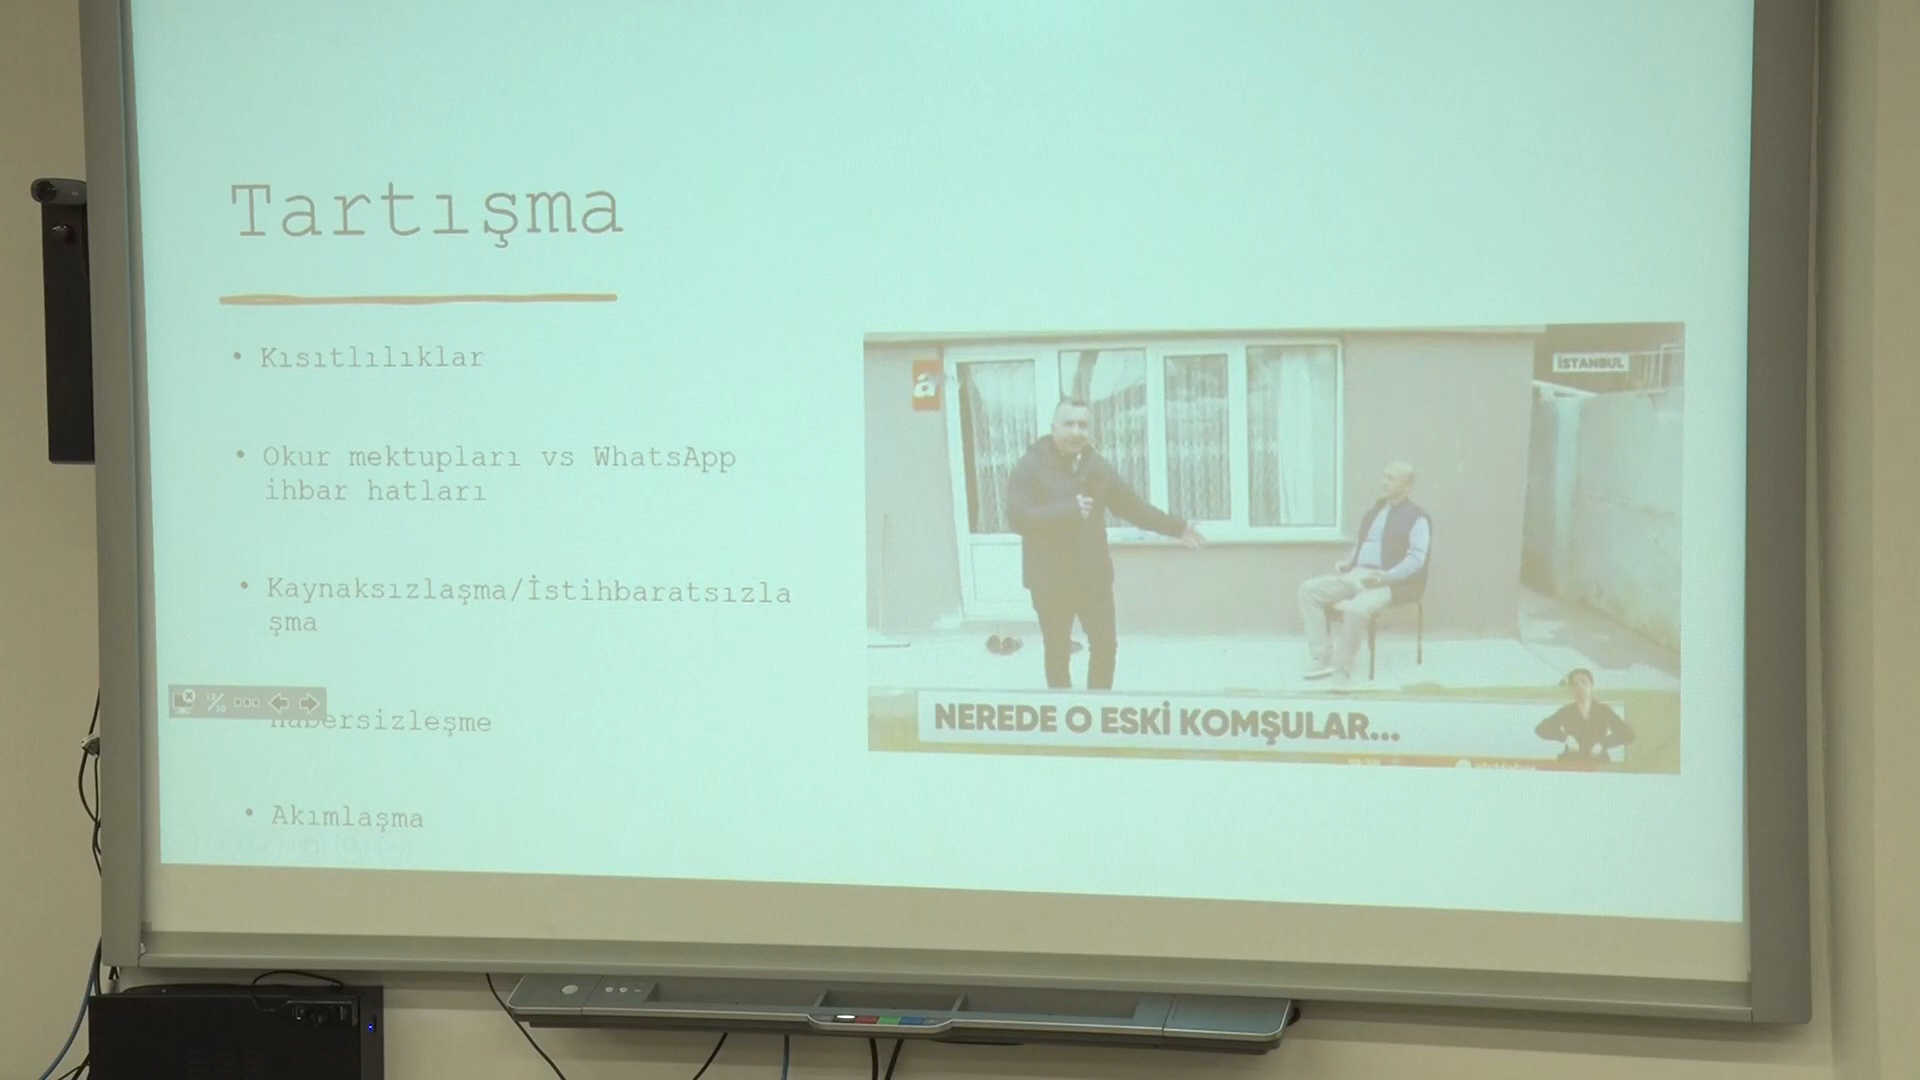 Tartışma
• Kısıtlılıklar
• Okur mektupları vs WhatsApp
ihbar hatları
• Kaynaksızlaşma/İstihbaratsızla
şma
habersizleşme
• Akımlaşma
a
İSTANBUL
NEREDE O ESKİ KOMŞULAR...